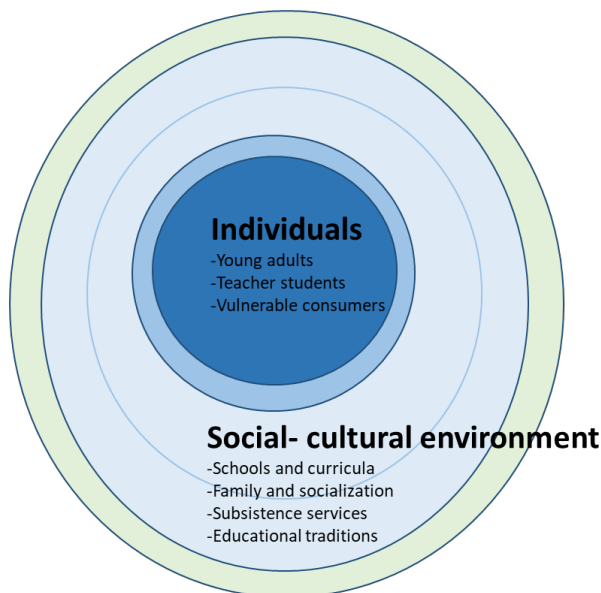 Individuals
-Young adults
-Teacher students
-Vulnerable consumers
Social- cultural environment
-Schools and curricula
-Family and socialization
-Subsistence services
-Educational traditions